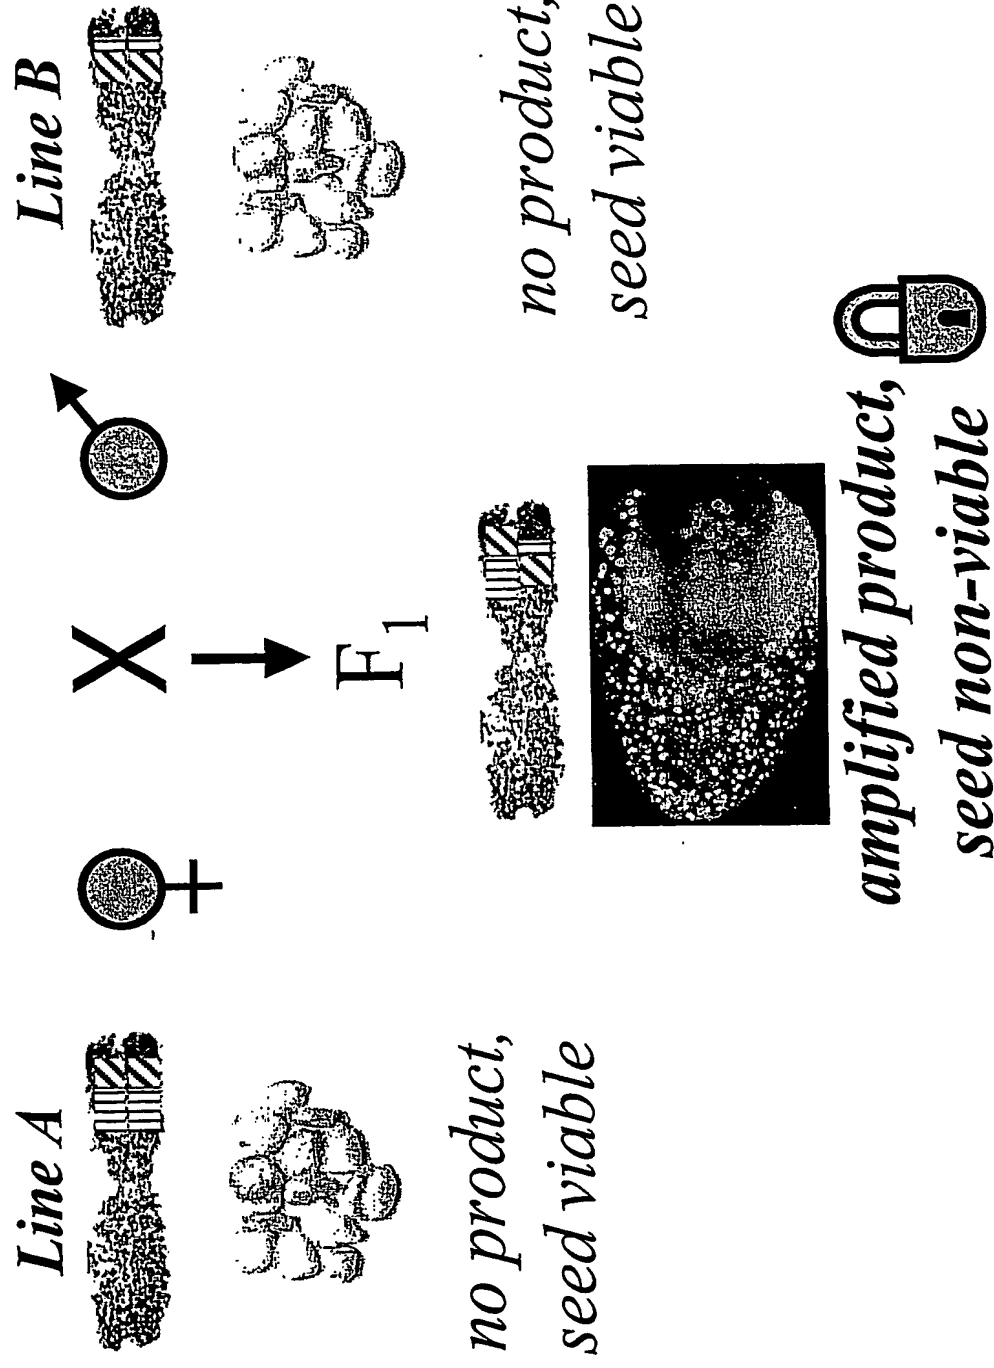 Line A
Line B
X
F1
no product,
seed viable
no product,
seed viable
amplified product,
seed non-viable